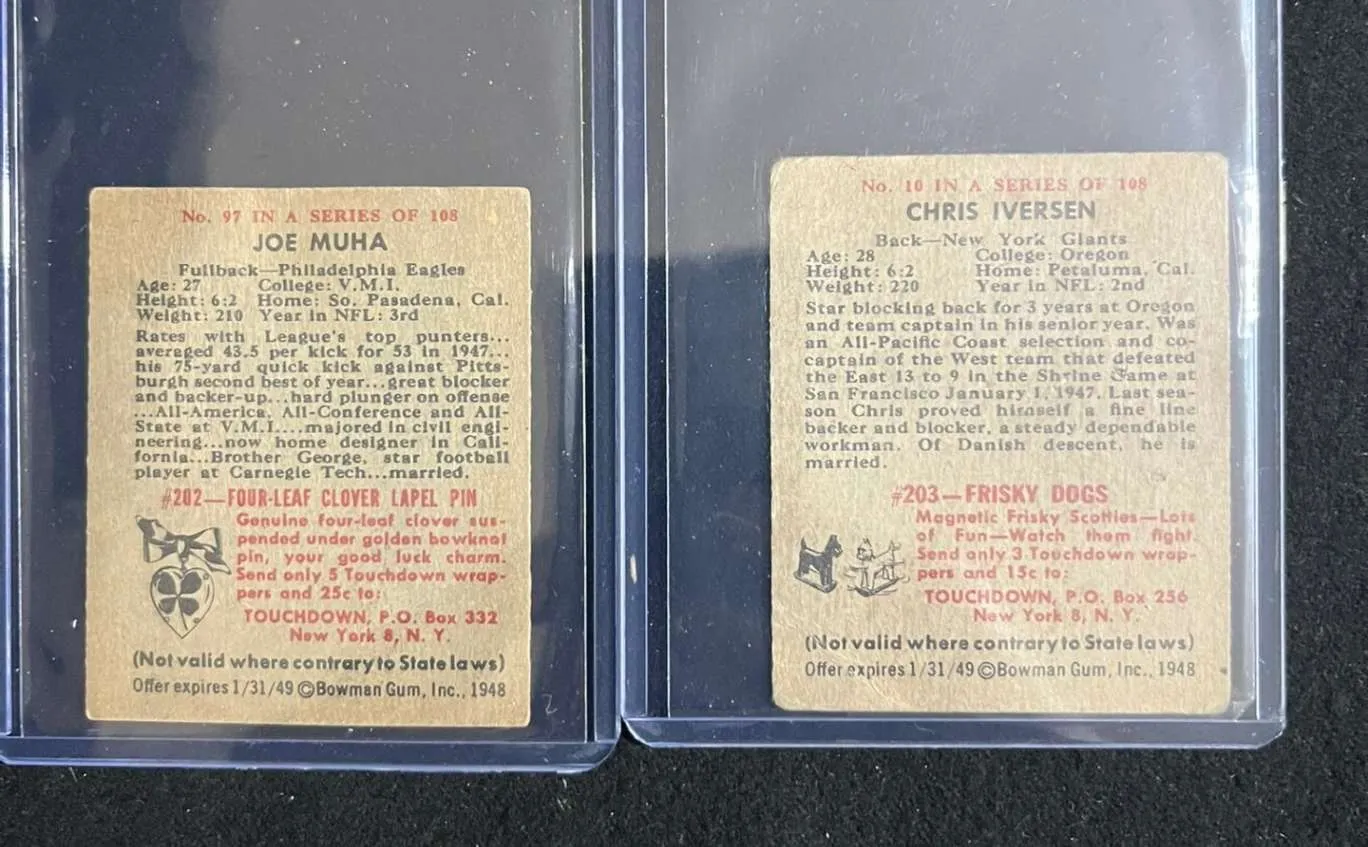 No. 97 IN A SERIES OF 108
JOE MUHA
Fullback—Philadelphia Eagles
Age: 27 College: V.M.I.
Height: 6:2 Home: So. Pasadena, Cal.
Weight: 210 Year in NFL: 3rd
Rates with League's top punters...
averaged 43.5 per kick for 53 in 1947...
his 75-yard quick kick against Pitts-
burgh second best of year...great blocker
and backer-up...hard plunger on offense
...All-America, All-Conference and All-
State at V.M.I....majored in civil engi-
neering...now home designer in Cali-
fornia...Brother George, star football
player at Carnegie Tech...married.
#202—FOUR-LEAF CLOVER LAPEL PIN
Genuine four-leaf clover sus-
pended under golden bowknot
pin, your good luck charm.
Send only 5 Touchdown wrap-
pers and 25c to:
TOUCHDOWN, P.O. Box 332
New York 8, N. Y.
(Not valid where contrary to State laws)
Offer expires 1/31/49 ©Bowman Gum, Inc., 1948
No. 10 IN A SERIES OF 108
CHRIS IVERSEN
Back—New York Giants
Age: 28 College: Oregon
Height: 6:2 Home: Petaluma, Cal.
Weight: 220 Year in NFL: 2nd
Star blocking back for 3 years at Oregon
and team captain in his senior year. Was
an All-Pacific Coast selection and co-
captain of the West team that defeated
the East 13 to 9 in the Shrine Game at
San Francisco January 1, 1947. Last sea-
son Chris proved himself a fine line
backer and blocker, a steady dependable
workman. Of Danish descent, he is
married.
#203—FRISKY DOGS
Magnetic Frisky Scotties—Lots
of Fun—Watch them fight.
Send only 3 Touchdown wrap-
pers and 15c to:
TOUCHDOWN, P.O. Box 256
New York 8, N. Y.
(Not valid where contrary to State laws)
Offer expires 1/31/49 ©Bowman Gum, Inc., 1948